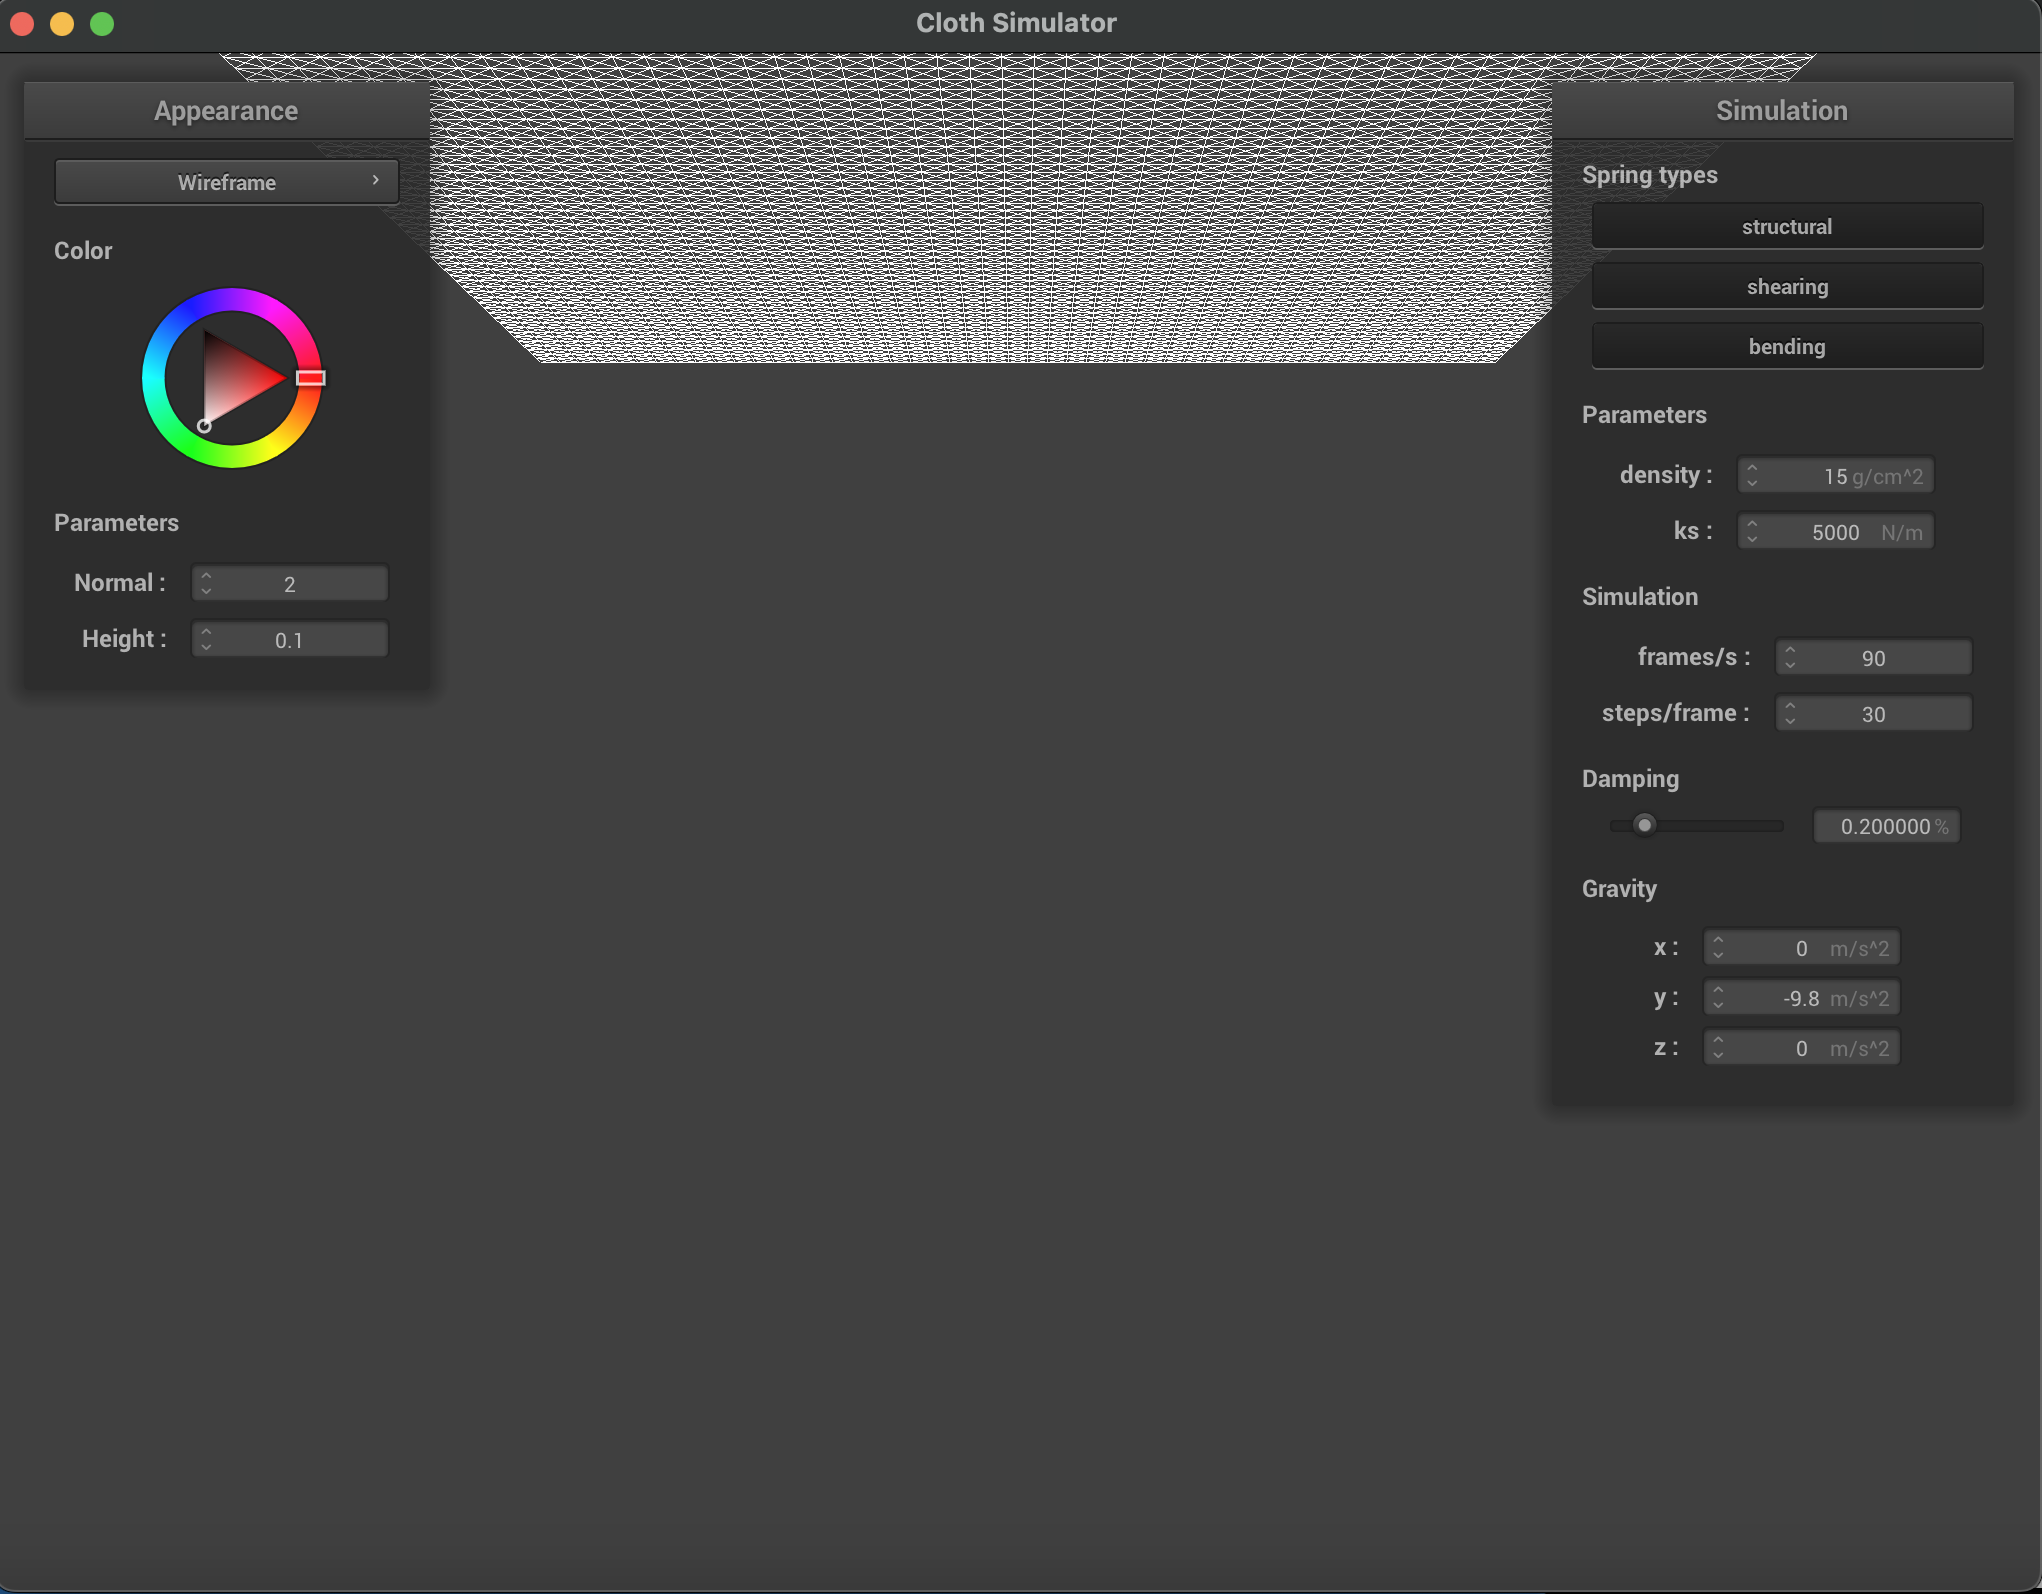 Cloth Simulator
Appearance
Wireframe
Color
Parameters
Normal : 2
Height : 0.1
Simulation
Spring types
structural
shearing
bending
Parameters
density : 15 g/cm^2
ks : 5000 N/m
Simulation
frames/s : 90
steps/frame : 30
Damping
0.200000 %
Gravity
x : 0 m/s^2
y : -9.8 m/s^2
z : 0 m/s^2